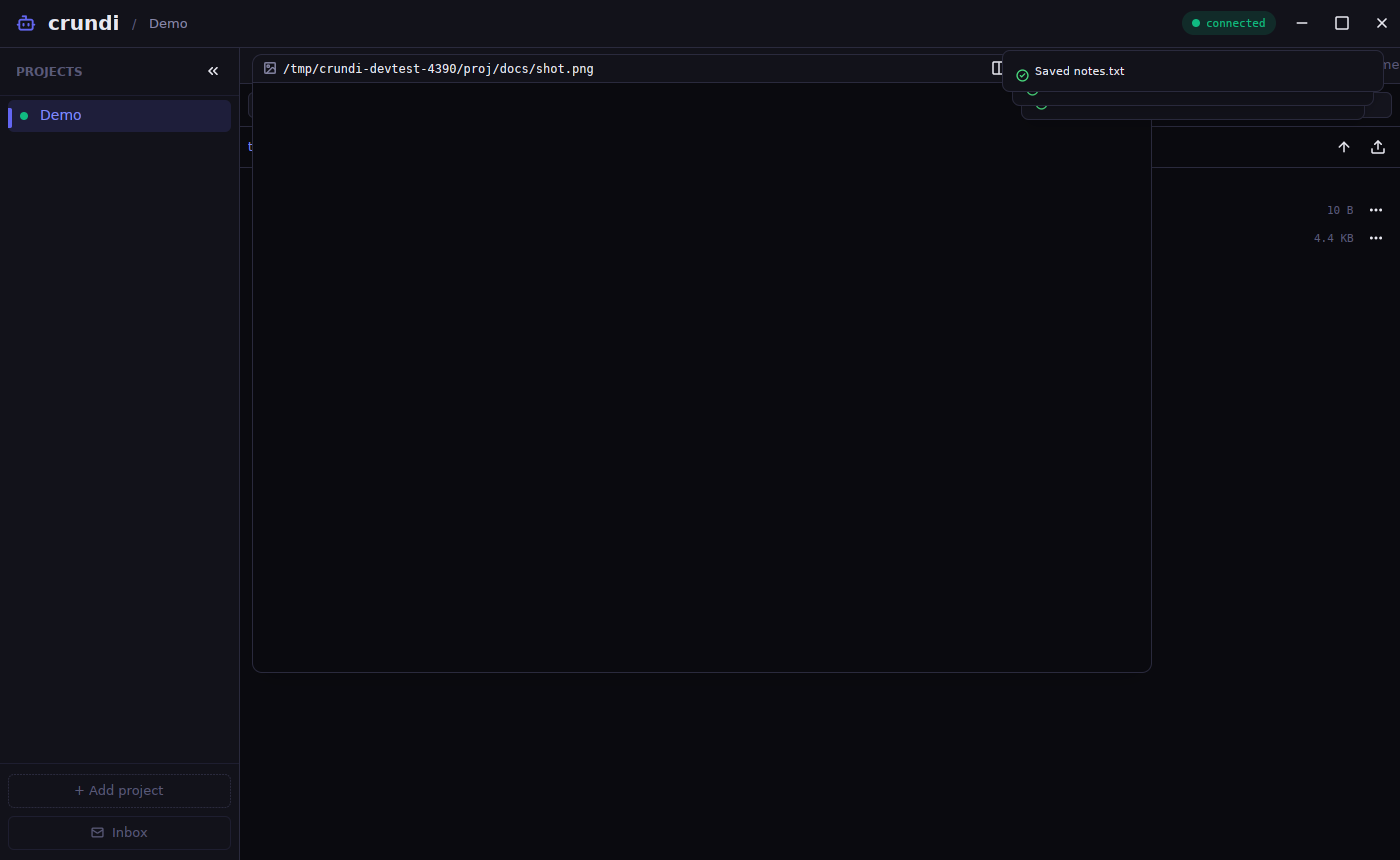 crundi / Demo
connected
PROJECTS
/tmp/crundi-devtest-4390/proj/docs/shot.png
Saved notes.txt
me
Demo
t
10 B
4.4 KB
+ Add project
Inbox